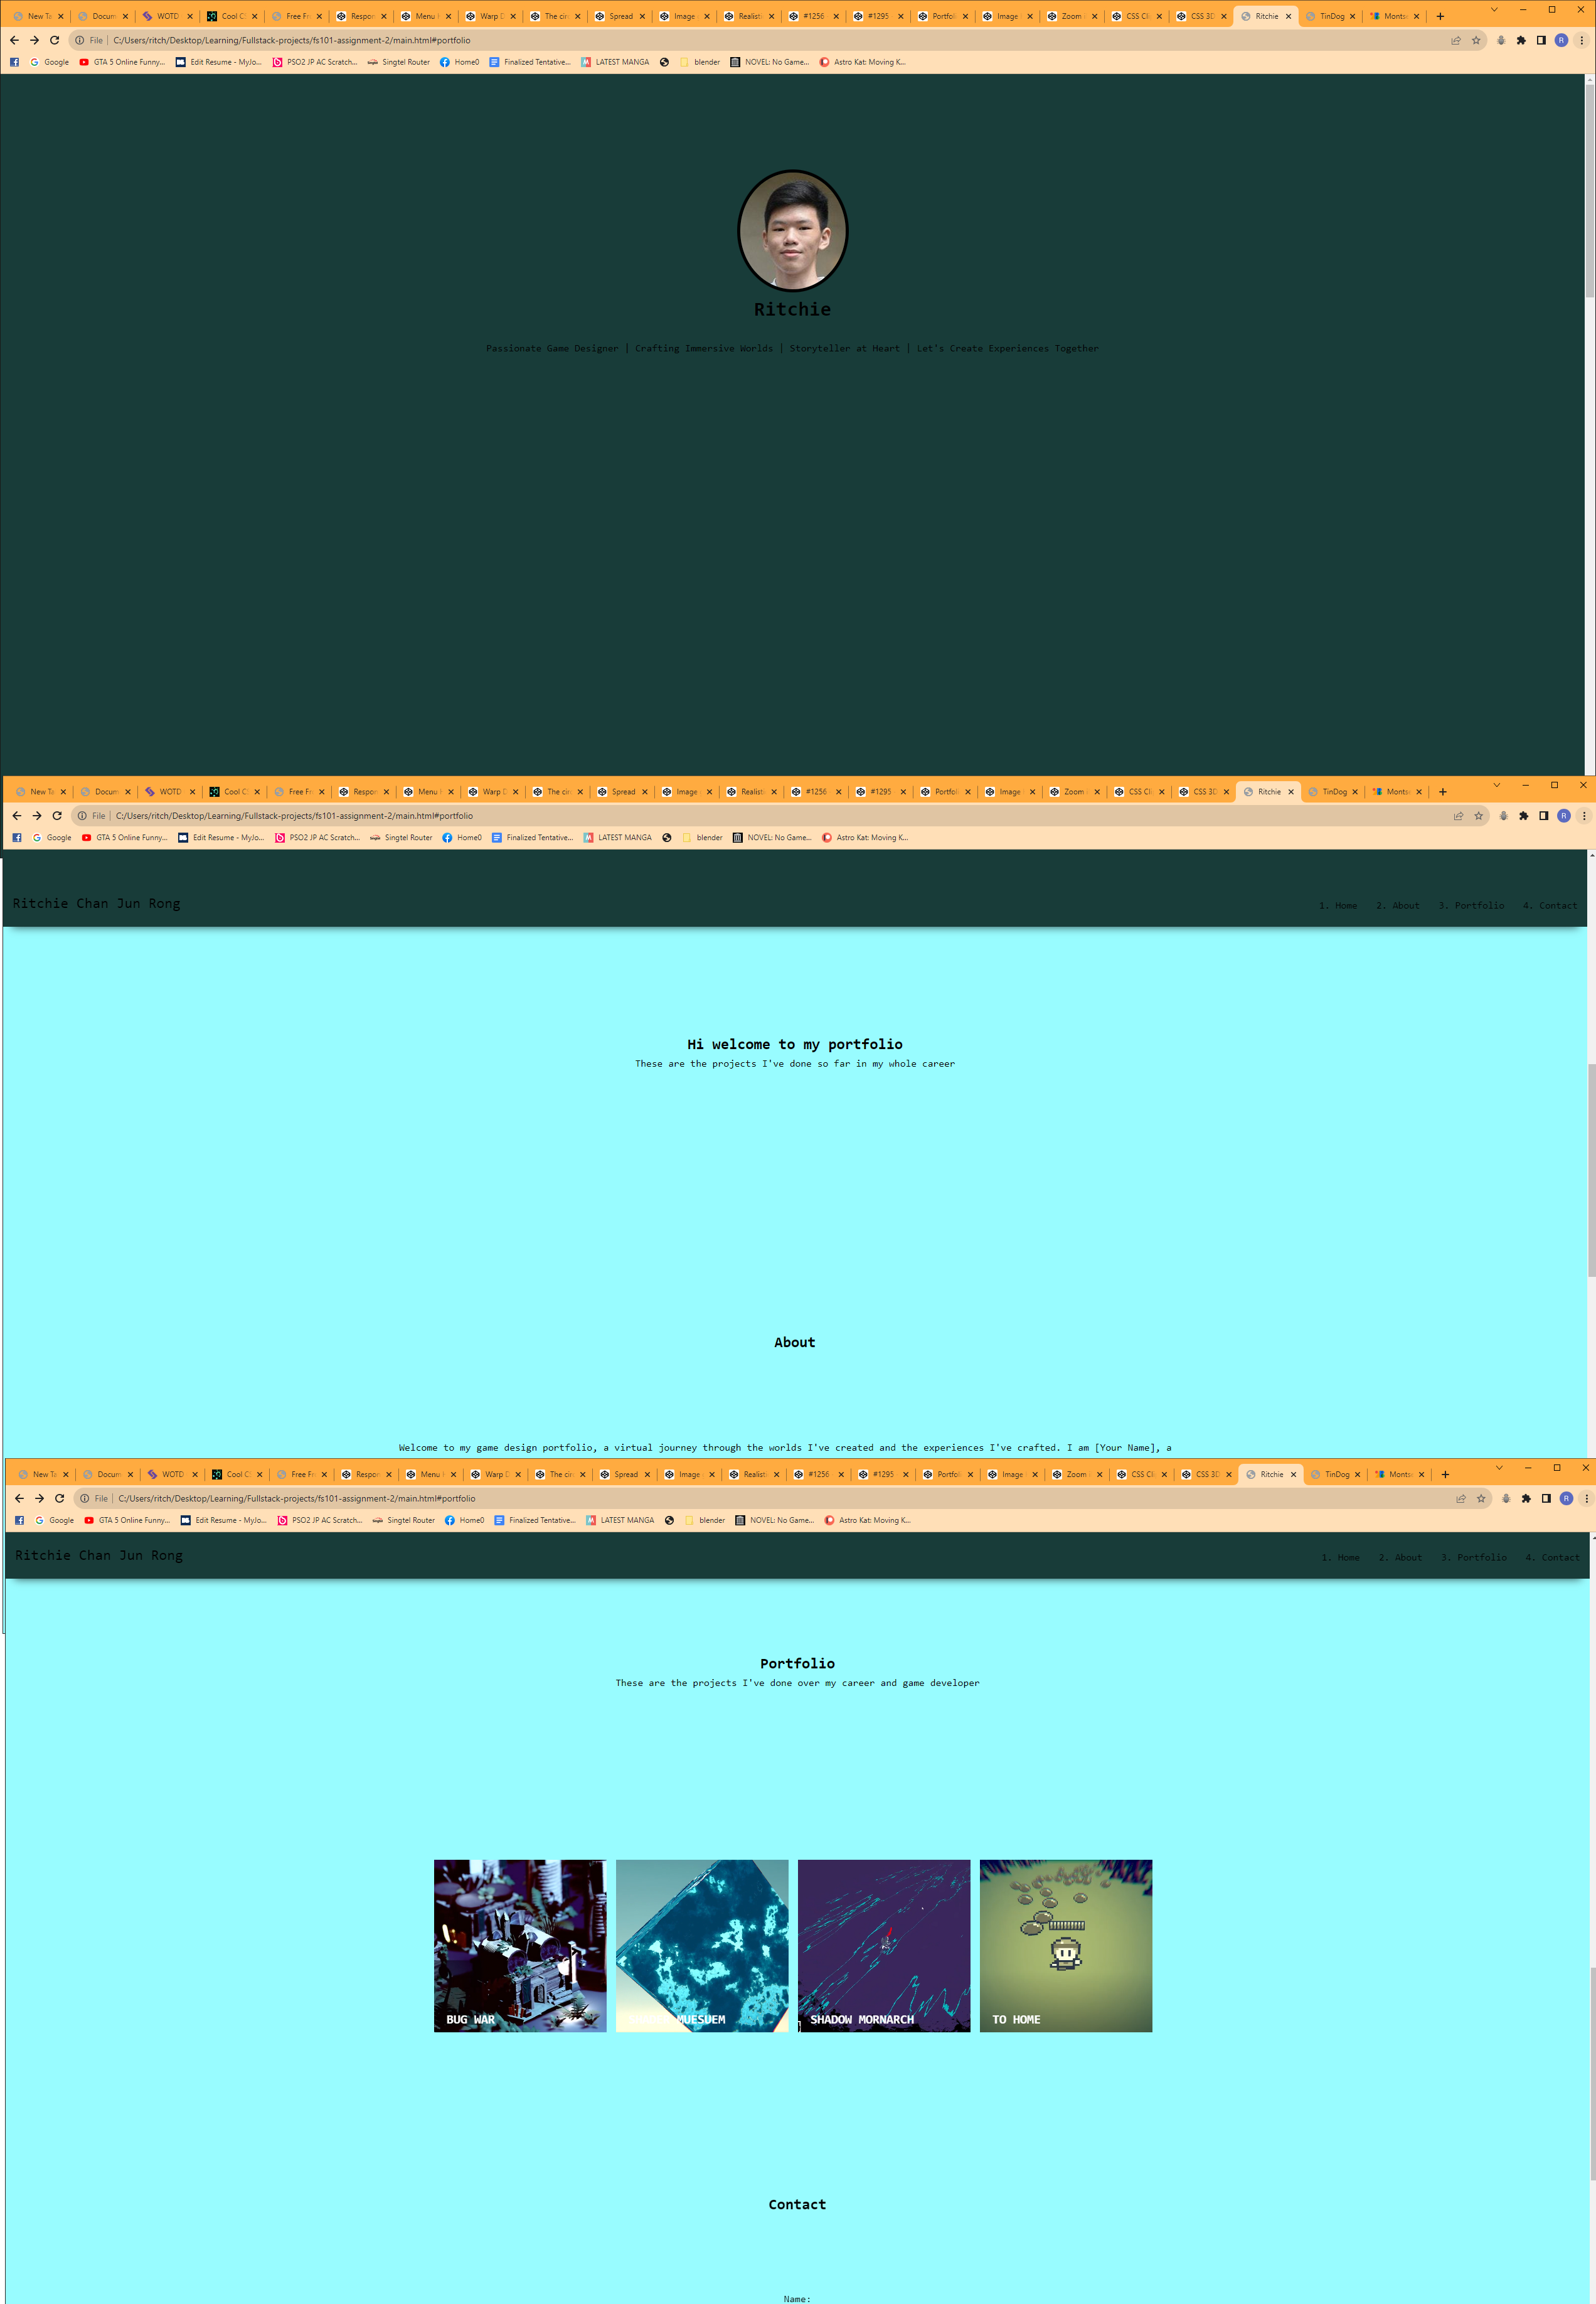 New Ta Docum WOTD Cool C Free Fr Respon Menu Warp D The circ Spread Image Realisti #1256 #1295 Portfoli Image Zoom CSS Cli CSS 3D Ritchie TinDog Montse
File C:/Users/ritch/Desktop/Learning/Fullstack-projects/fs101-assignment-2/main.html#portfolio R
Google GTA 5 Online Funny... Edit Resume - MyJo... PSO2 JP AC Scratch... Singtel Router Home0 Finalized Tentative... LATEST MANGA blender NOVEL: No Game... Astro Kat: Moving K...
Ritchie
Passionate Game Designer | Crafting Immersive Worlds | Storyteller at Heart | Let's Create Experiences Together
New Ta Docum WOTD Cool C Free Fr Respon Menu Warp D The circ Spread Image Realisti #1256 #1295 Portfoli Image Zoom CSS Cli CSS 3D Ritchie TinDog Montse
File C:/Users/ritch/Desktop/Learning/Fullstack-projects/fs101-assignment-2/main.html#portfolio R
Google GTA 5 Online Funny... Edit Resume - MyJo... PSO2 JP AC Scratch... Singtel Router Home0 Finalized Tentative... LATEST MANGA blender NOVEL: No Game... Astro Kat: Moving K...
Ritchie Chan Jun Rong 1. Home 2. About 3. Portfolio 4. Contact
Hi welcome to my portfolio
These are the projects I've done so far in my whole career
About
Welcome to my game design portfolio, a virtual journey through the worlds I've created and the experiences I've crafted. I am [Your Name], a
New Ta Docum WOTD Cool C Free Fr Respon Menu Warp D The circ Spread Image Realisti #1256 #1295 Portfoli Image Zoom CSS Cli CSS 3D Ritchie TinDog Montse
File C:/Users/ritch/Desktop/Learning/Fullstack-projects/fs101-assignment-2/main.html#portfolio R
Google GTA 5 Online Funny... Edit Resume - MyJo... PSO2 JP AC Scratch... Singtel Router Home0 Finalized Tentative... LATEST MANGA blender NOVEL: No Game... Astro Kat: Moving K...
Ritchie Chan Jun Rong 1. Home 2. About 3. Portfolio 4. Contact
Portfolio
These are the projects I've done over my career and game developer
BUG WAR MUESUEM SHADOW MORNARCH TO HOME
Contact
Name: